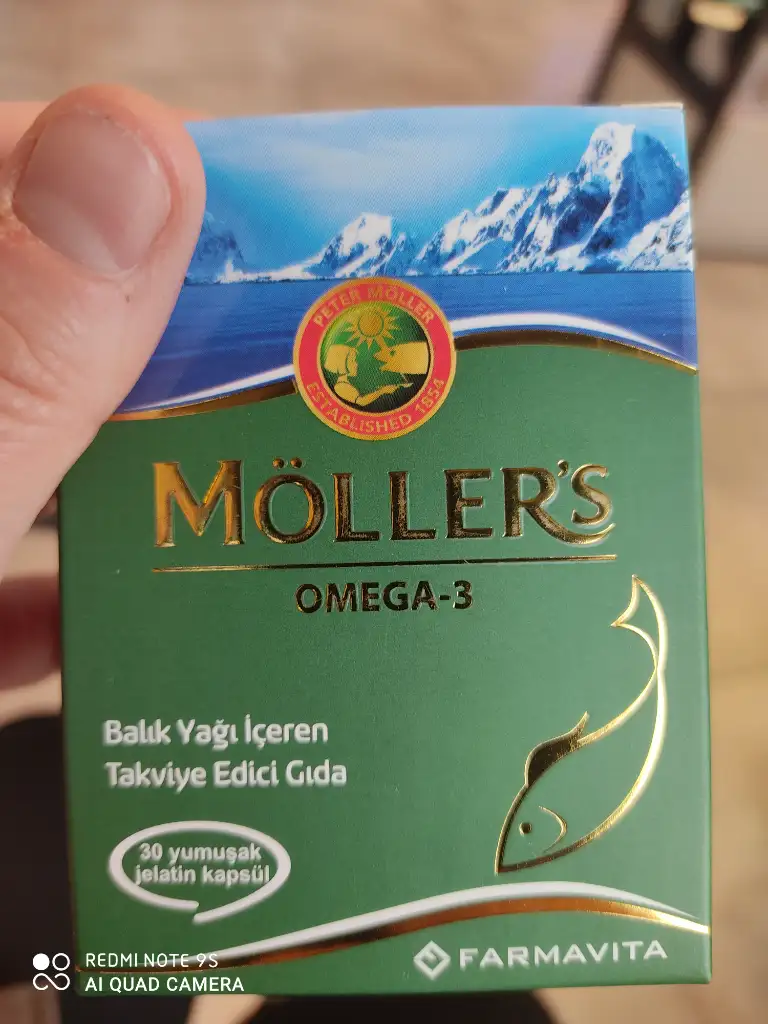 PETER MÖLLER
ESTABLISHED 1854
MÖLLER'S
OMEGA-3
Balık Yağı İçeren
Takviye Edici Gıda
30 yumuşak
jelatin kapsül
FARMAVITA
REDMI NOTE 9S
AI QUAD CAMERA